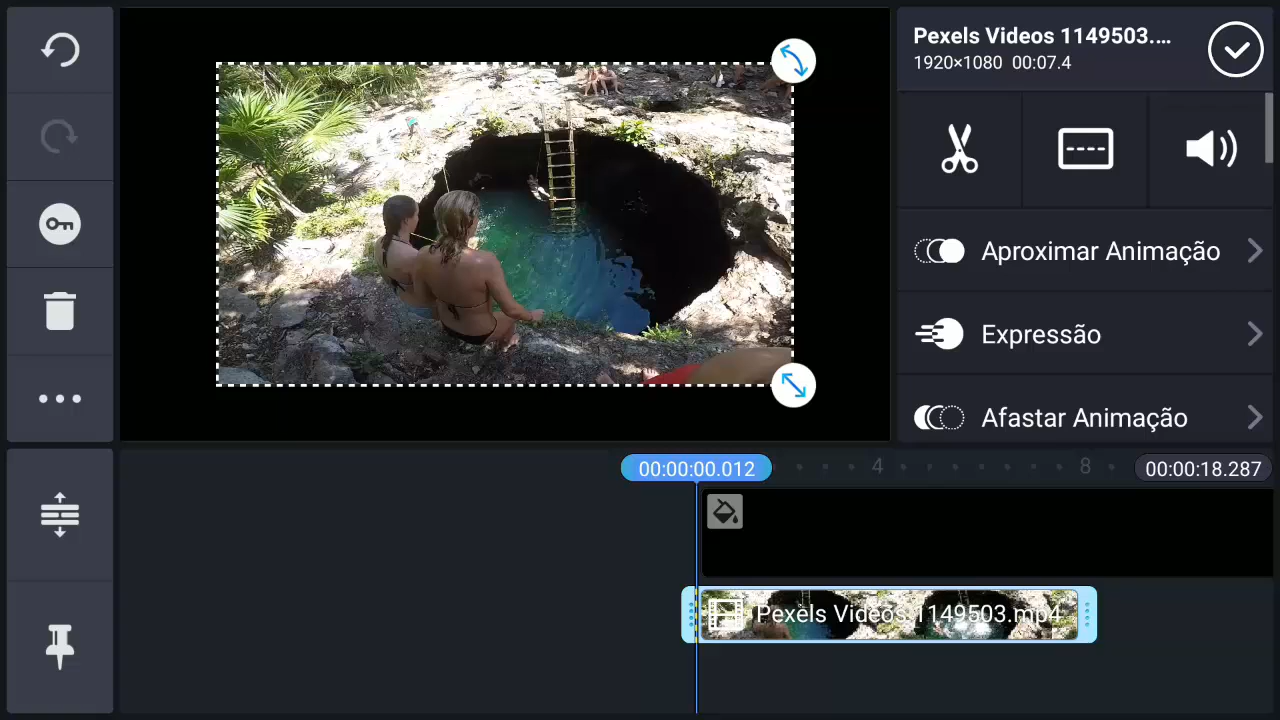 Pexels Videos 1149503....
1920×1080 00:07.4
Aproximar Animação
Expressão
Afastar Animação
00:00:00.012
4
8
00:00:18.287
Pexels Videos 1149503.mp4